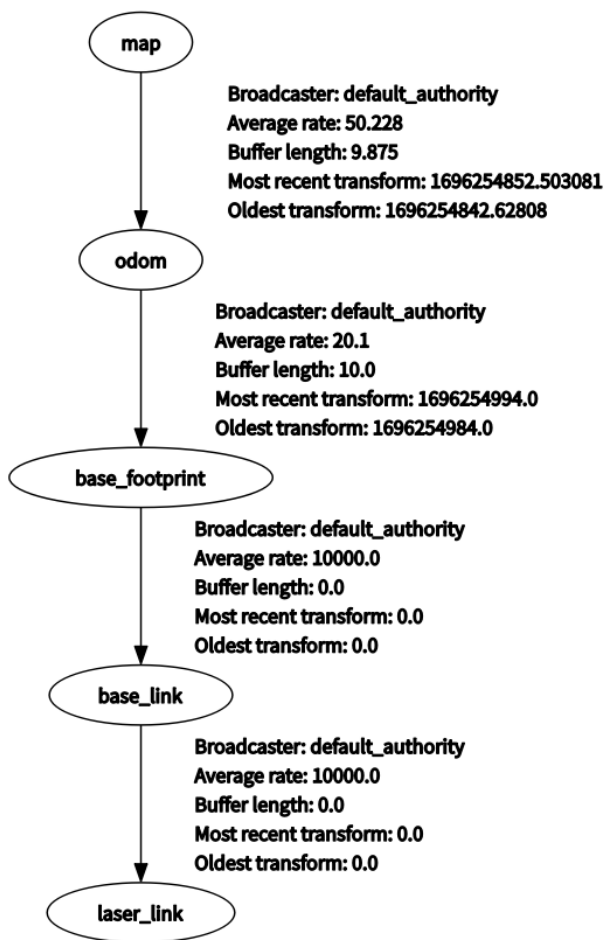 map
Broadcaster: default_authority
Average rate: 50.228
Buffer length: 9.875
Most recent transform: 1696254852.503081
Oldest transform: 1696254842.62808
odom
Broadcaster: default_authority
Average rate: 20.1
Buffer length: 10.0
Most recent transform: 1696254994.0
Oldest transform: 1696254984.0
base_footprint
Broadcaster: default_authority
Average rate: 10000.0
Buffer length: 0.0
Most recent transform: 0.0
Oldest transform: 0.0
base_link
Broadcaster: default_authority
Average rate: 10000.0
Buffer length: 0.0
Most recent transform: 0.0
Oldest transform: 0.0
laser_link